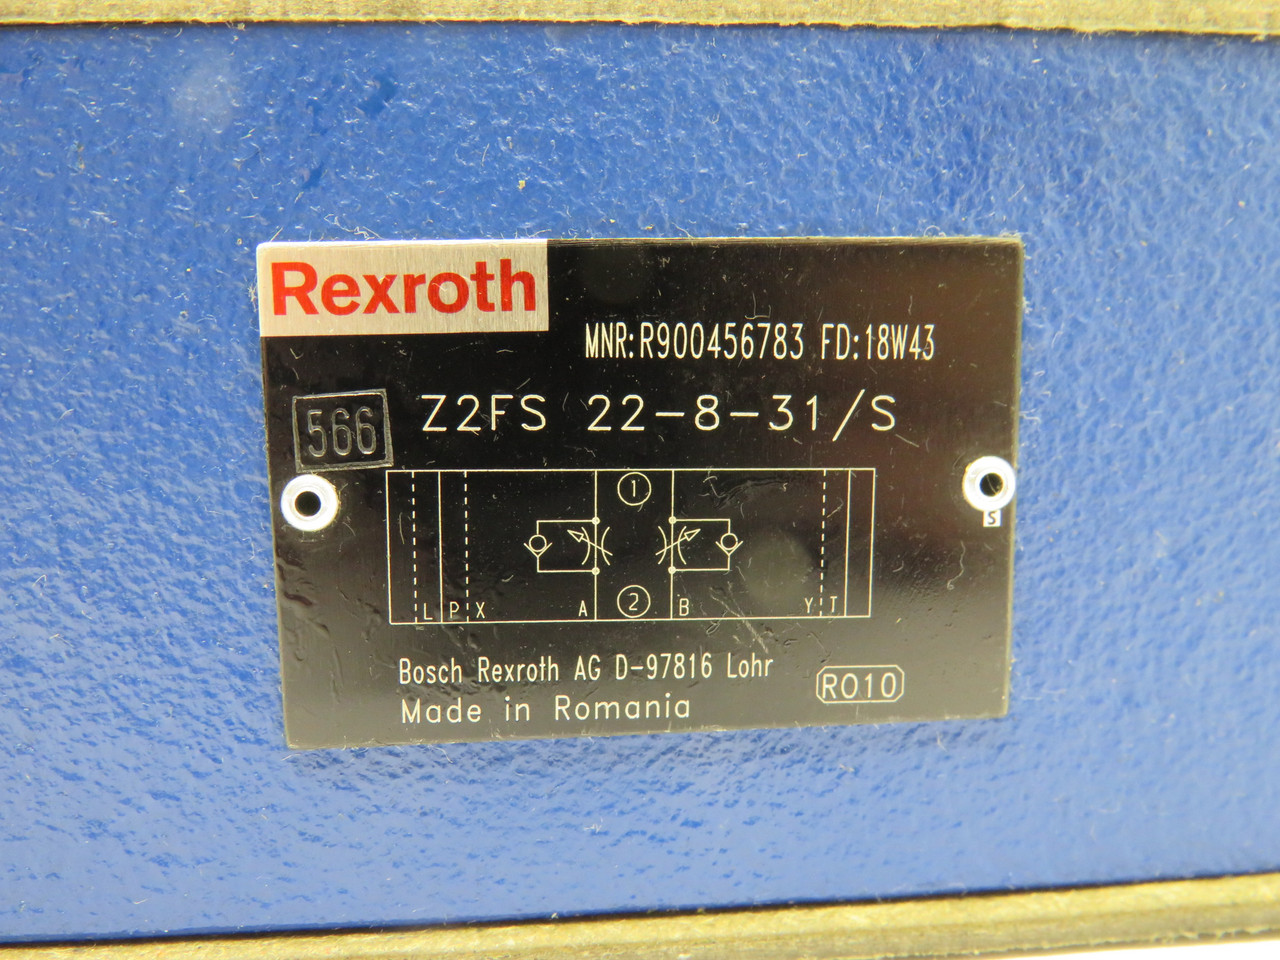 Rexroth
MNR:R900456783 FD:18W43
566
Z2FS 22-8-31/S
1
S
2
L P X A B Y T
Bosch Rexroth AG D-97816 Lohr
Made in Romania
RO10